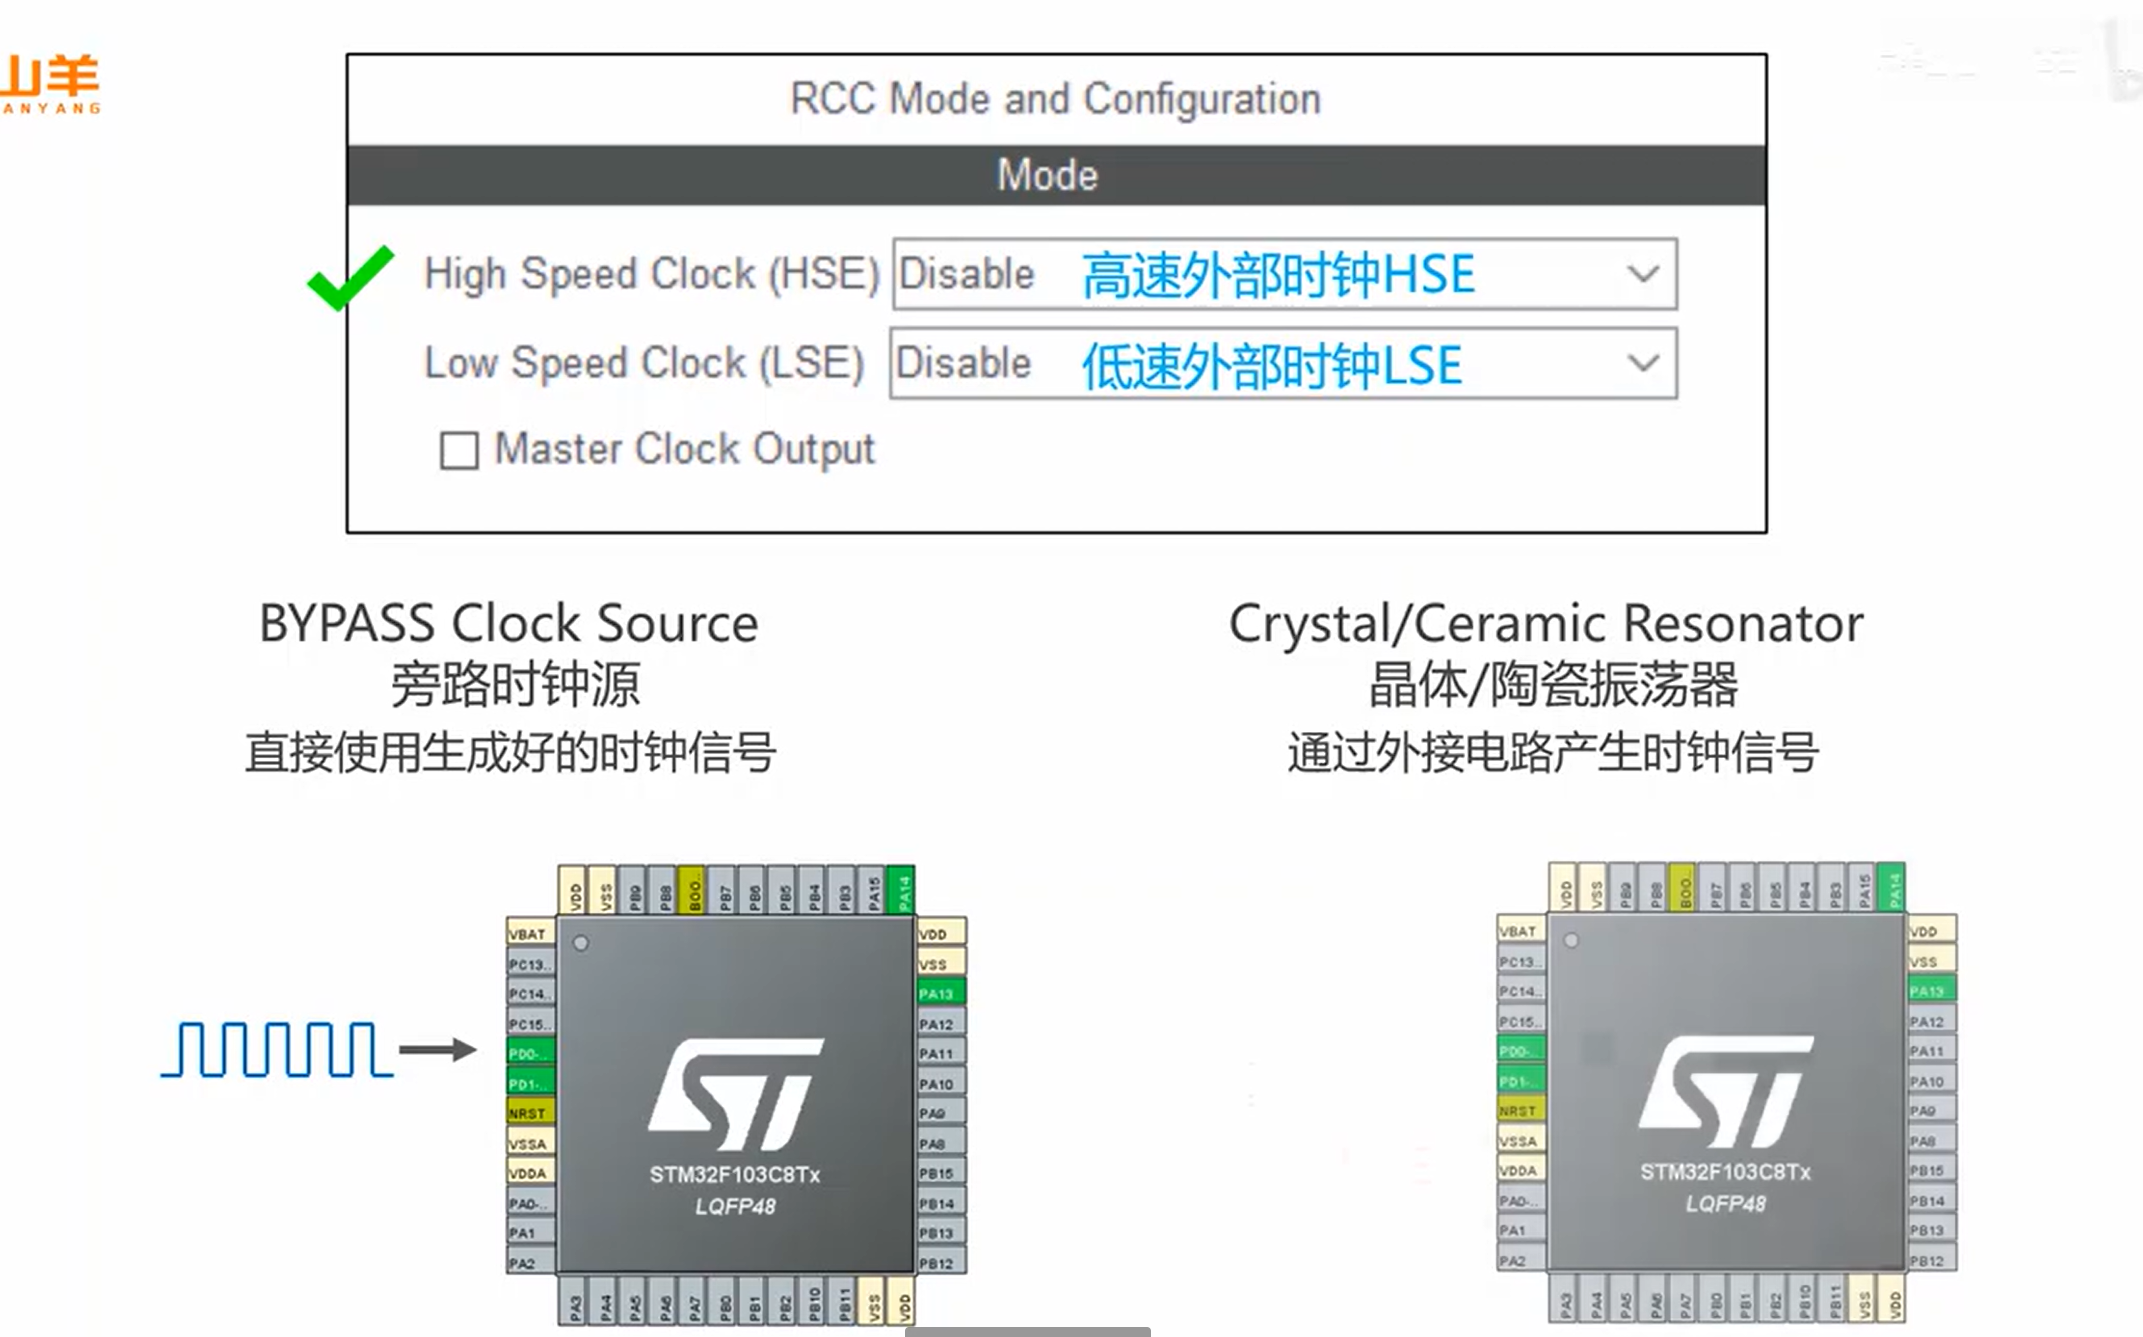 山羊
ANYANG
RCC Mode and Configuration
Mode
High Speed Clock (HSE) Disable 高速外部时钟HSE
Low Speed Clock (LSE) Disable 低速外部时钟LSE
Master Clock Output
BYPASS Clock Source
旁路时钟源
直接使用生成好的时钟信号
Crystal/Ceramic Resonator
晶体/陶瓷振荡器
通过外接电路产生时钟信号
VDD VSS PB9 PB8 BOO.. PB7 PB6 PB5 PB4 PB3 PA15 PA14
VBAT
PC13..
PC14..
PC15..
PD0-..
PD1-..
NRST
VSSA
VDDA
PA0-..
PA1
PA2
VDD
VSS
PA13
PA12
PA11
PA10
PA9
PA8
PB15
PB14
PB13
PB12
STM32F103C8Tx
LQFP48
PA3 PA4 PA5 PA6 PA7 PB0 PB1 PB2 PB10 PB11 VSS VDD
VDD VSS PB9 PB8 BOO.. PB7 PB6 PB5 PB4 PB3 PA15 PA14
VBAT
PC13..
PC14..
PC15..
PD0-..
PD1-..
NRST
VSSA
VDDA
PA0-..
PA1
PA2
VDD
VSS
PA13
PA12
PA11
PA10
PA9
PA8
PB15
PB14
PB13
PB12
STM32F103C8Tx
LQFP48
PA3 PA4 PA5 PA6 PA7 PB0 PB1 PB2 PB10 PB11 VSS VDD